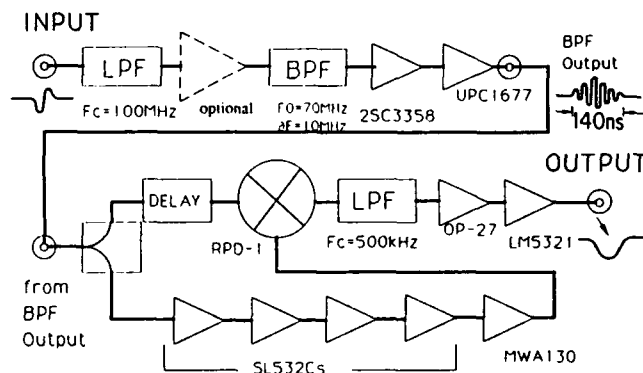 INPUT
LPF
BPF
BPF
Output
Fc=100MHz
optional
F0=70MHz
∂F=10MHz
2SC3358
UPC1677
140ns
OUTPUT
DELAY
LPF
RPD-1
Fc=500kHz
OP-27
LM5321
from
BPF
Output
SL532Cs
MWA130